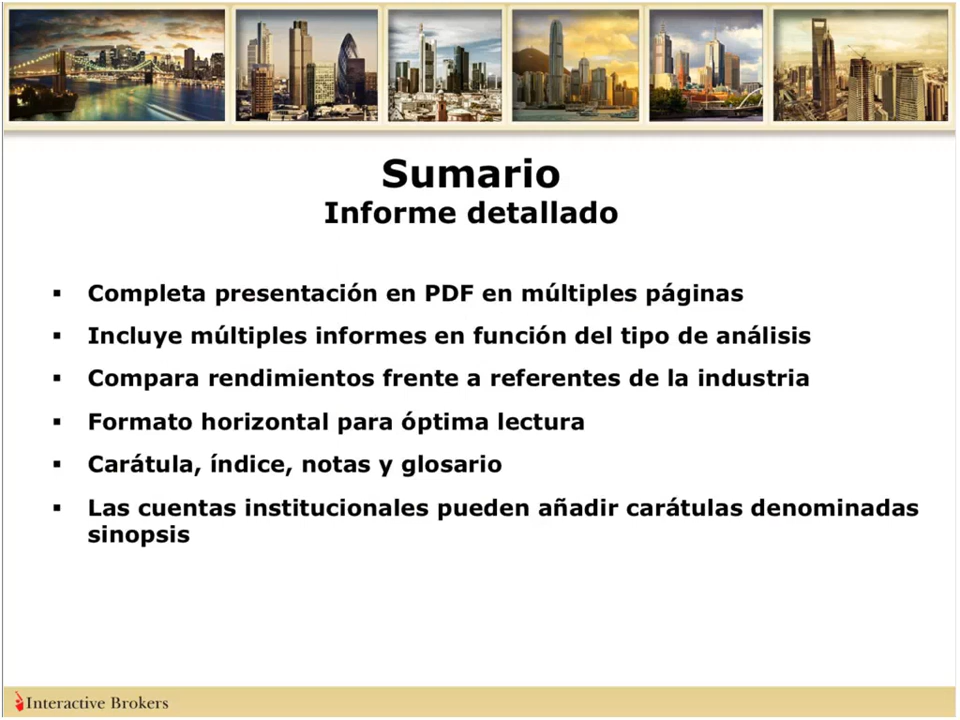 Sumario
Informe detallado
▪ Completa presentación en PDF en múltiples páginas
▪ Incluye múltiples informes en función del tipo de análisis
▪ Compara rendimientos frente a referentes de la industria
▪ Formato horizontal para óptima lectura
▪ Carátula, índice, notas y glosario
▪ Las cuentas institucionales pueden añadir carátulas denominadas
sinopsis
Interactive Brokers